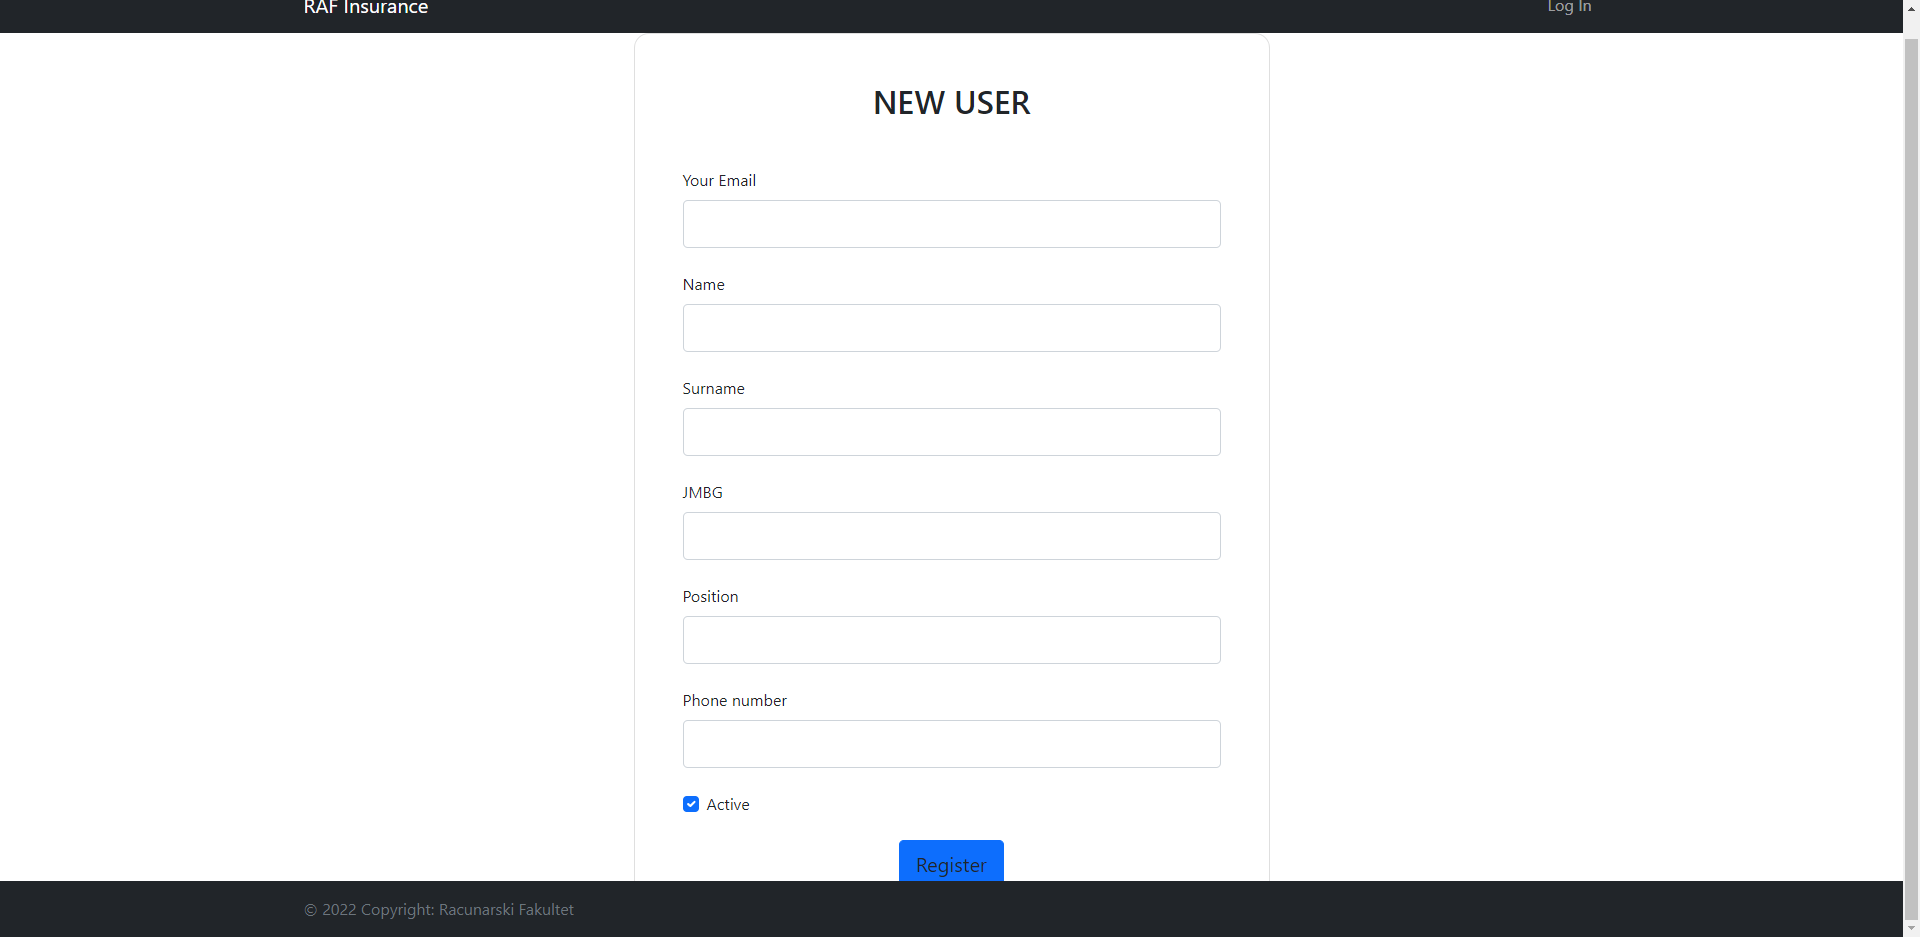 RAF Insurance
Log In
NEW USER
Your Email
Name
Surname
JMBG
Position
Phone number
Active
Register
© 2022 Copyright: Racunarski Fakultet